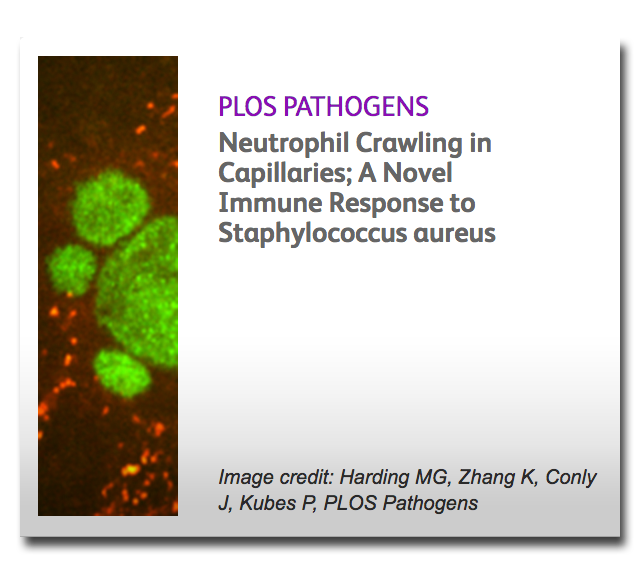 PLOS PATHOGENS
Neutrophil Crawling in
Capillaries; A Novel
Immune Response to
Staphylococcus aureus
Image credit: Harding MG, Zhang K, Conly
J, Kubes P, PLOS Pathogens